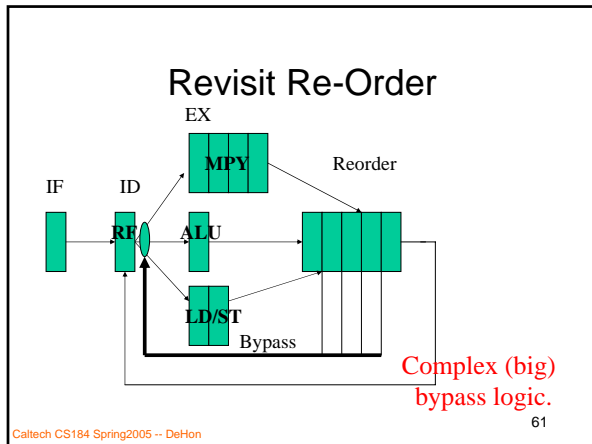 Revisit Re-Order
EX
MPY
Reorder
IF
ID
RF
ALU
LD/ST
Bypass
Complex (big)
bypass logic.
61
Caltech CS184 Spring2005 -- DeHon